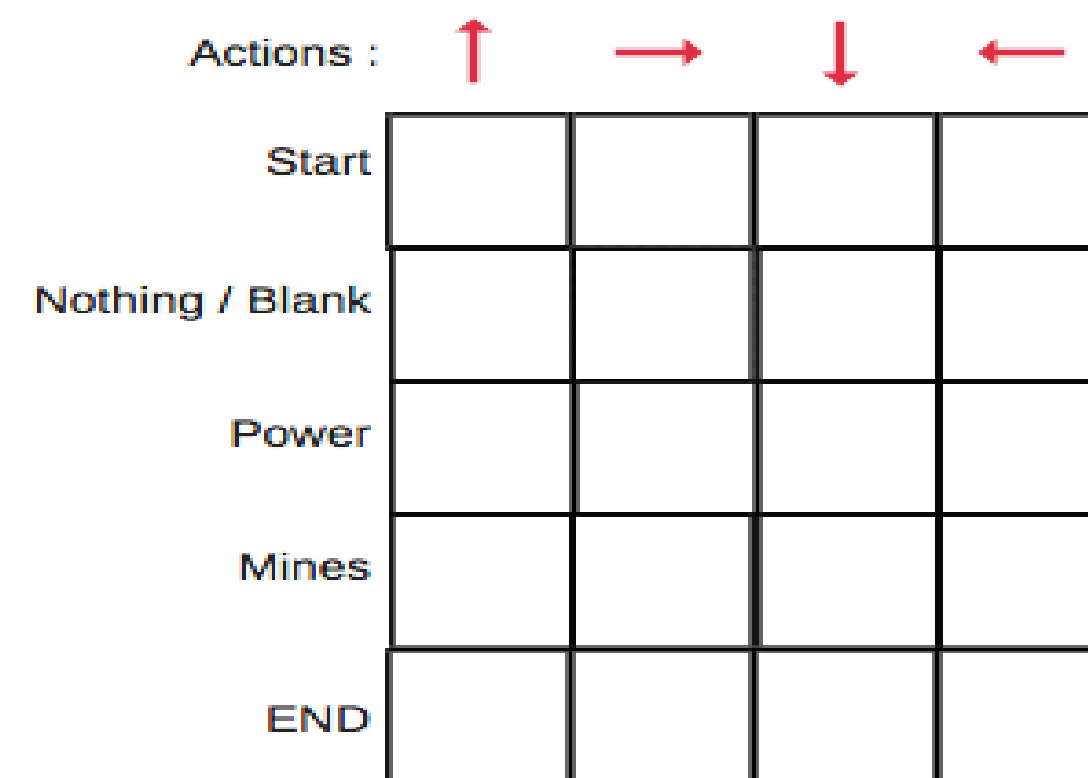 Actions :
Start
Nothing / Blank
Power
Mines
END